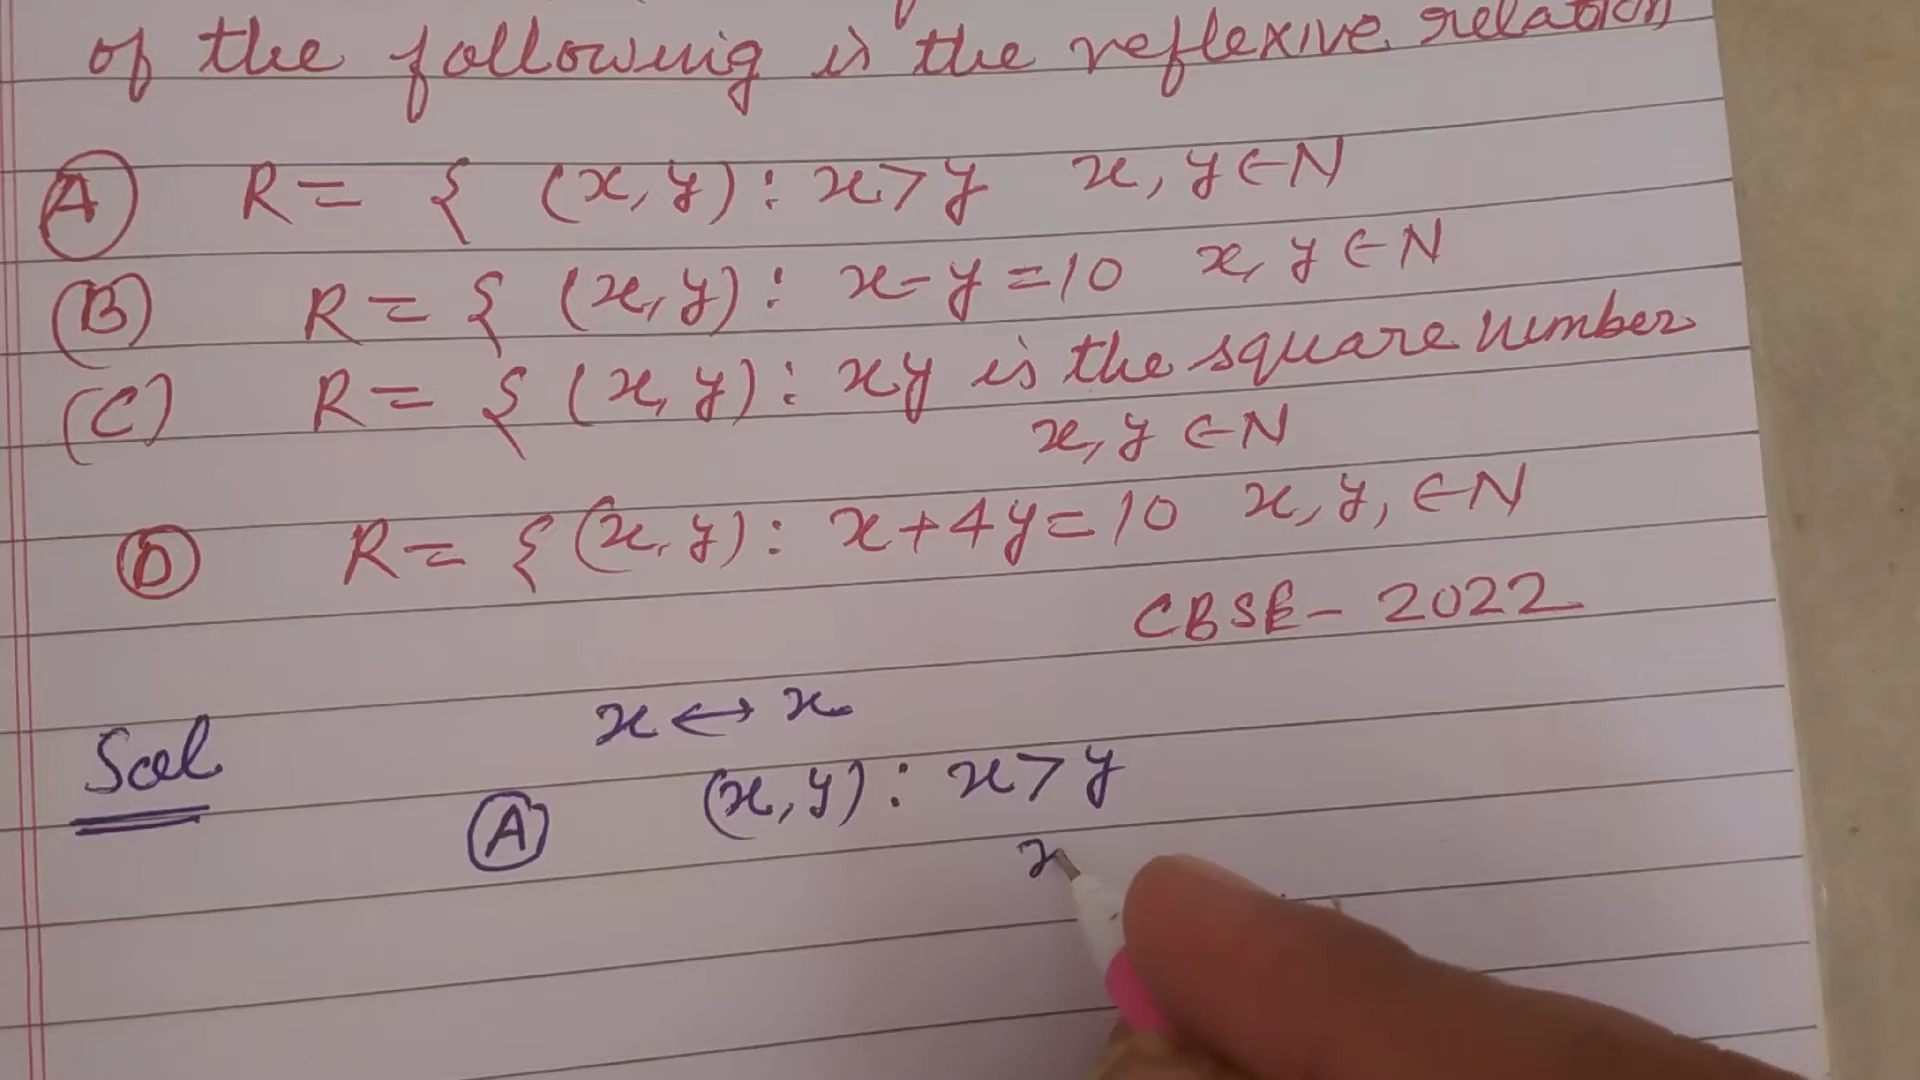 of the following is the reflexive relation
(A) R = { (x, y) : x > y x, y ∈ N
(B) R = { (x, y) : x - y = 10 x, y ∈ N
(C) R = { (x, y) : xy is the square number
x, y ∈ N
(D) R = { (x, y) : x + 4y = 10 x, y, ∈ N
CBSE - 2022
Sol x ↔ x
(A) (x, y) : x > y
x